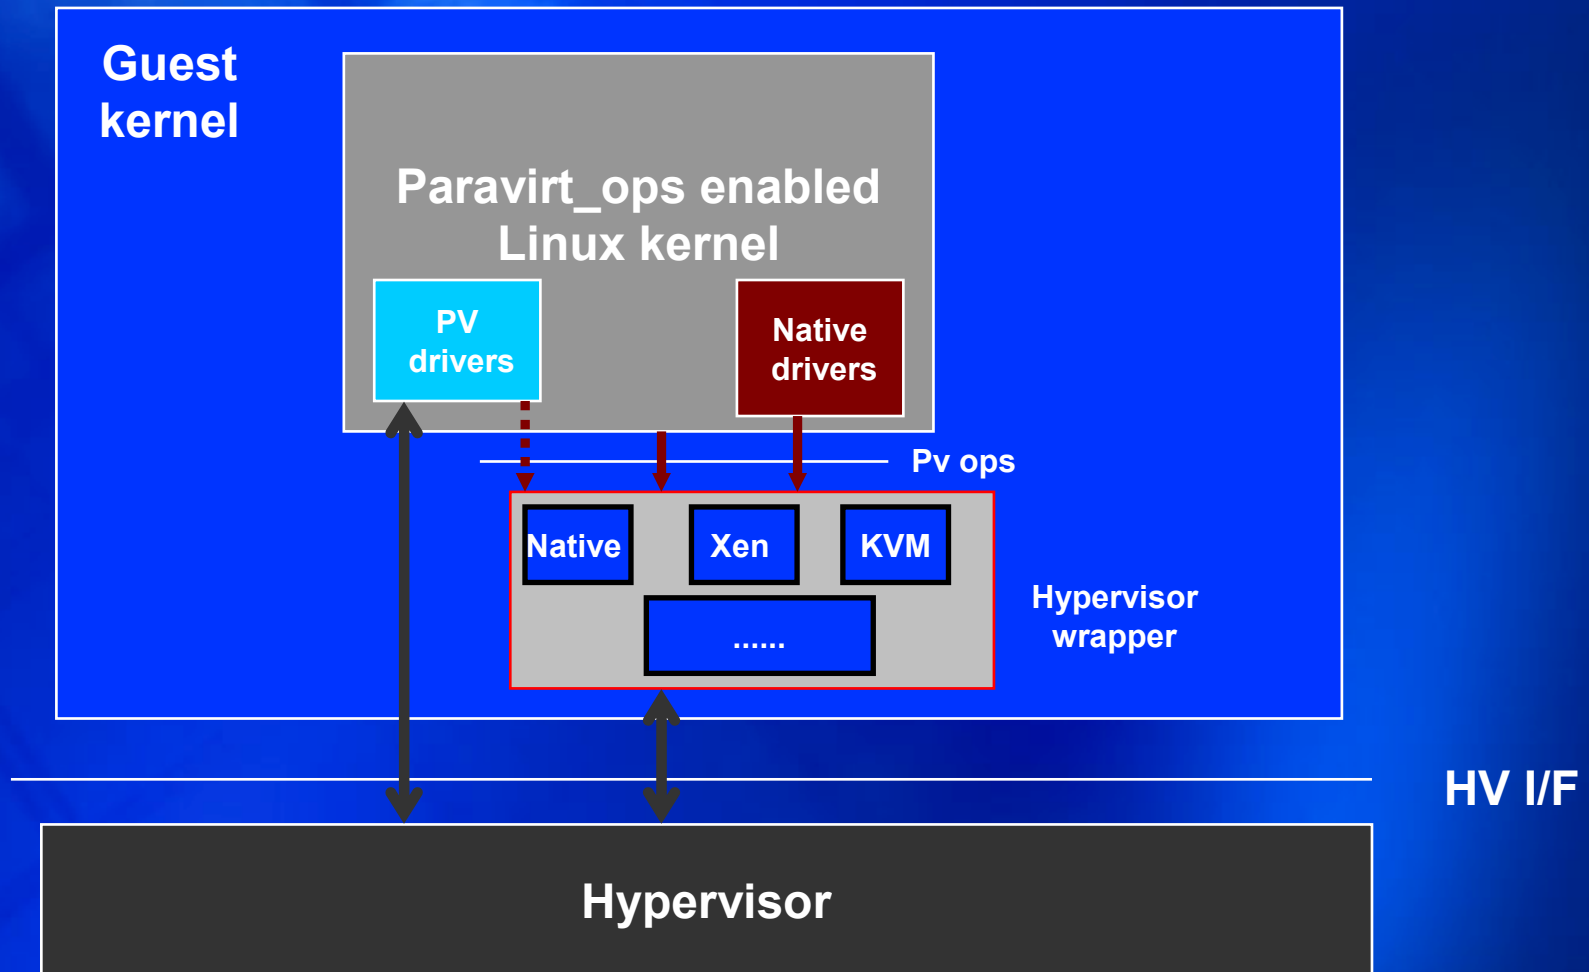 Guest
kernel
Paravirt_ops enabled
Linux kernel
PV
drivers
Native
drivers
Pv ops
Native
Xen
KVM
......
Hypervisor
wrapper
HV I/F
Hypervisor